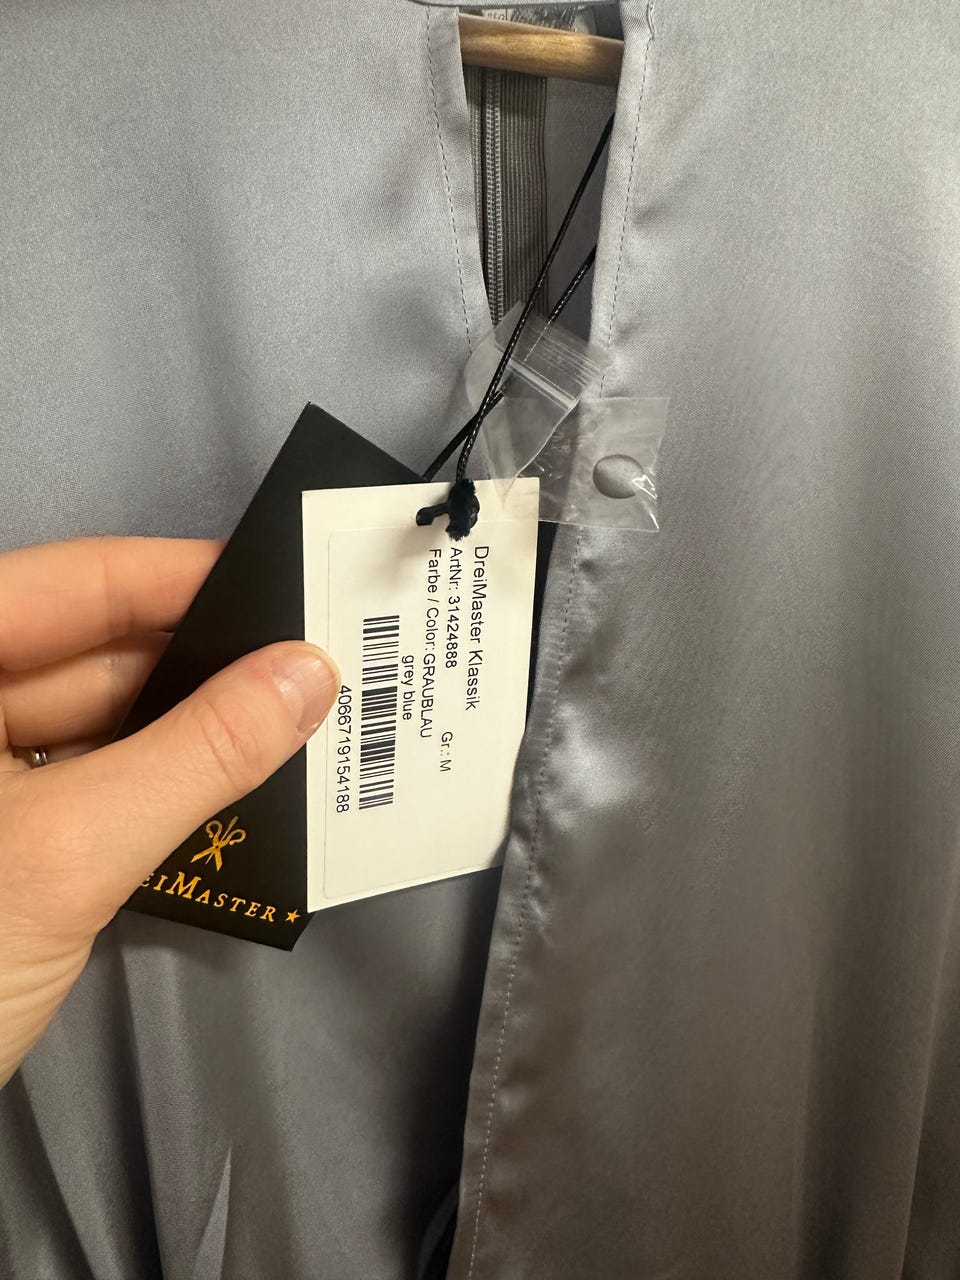 DreiMaster Klassik
ArtNr: 31424888 Gr.: M
Farbe / Color: GRAUBLAU
grey blue
4066719154188
EIMASTER